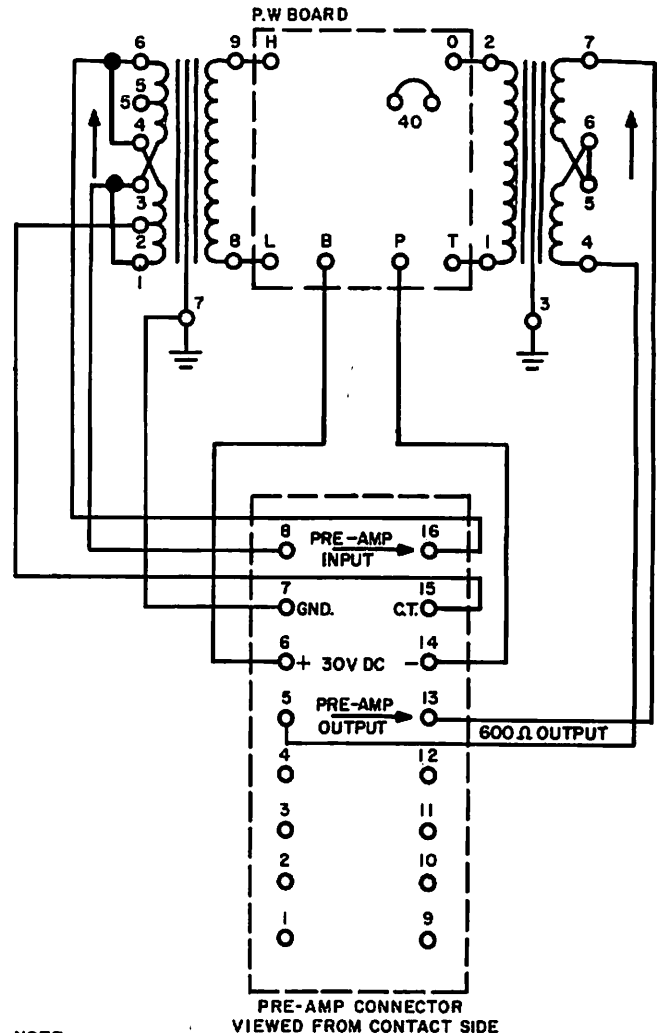 P.W BOARD
6 9 H O 2 7
5
5
40
4 6
3 5
2
1 8 L B P T 1 4
7 3
8 PRE-AMP 16
INPUT
7 GND. C.T. 15
6 + 30V DC - 14
5 PRE-AMP 13
OUTPUT 600Ω OUTPUT
4 12
3 11
2 10
1 9
PRE-AMP CONNECTOR
VIEWED FROM CONTACT SIDE